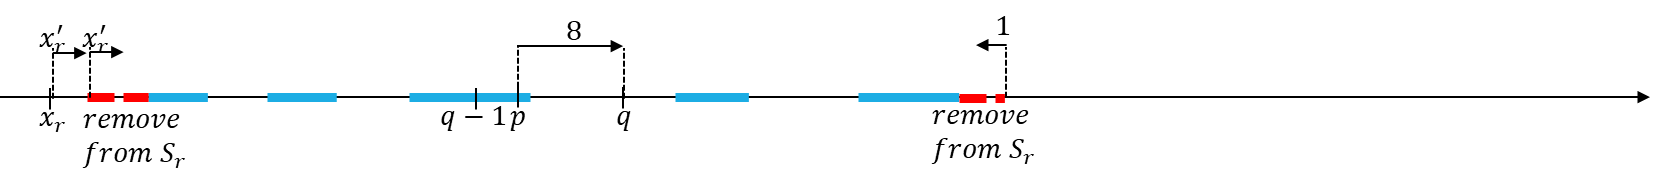 x′r x′r 8 1
xr remove q − 1 p q remove
from Sr from Sr